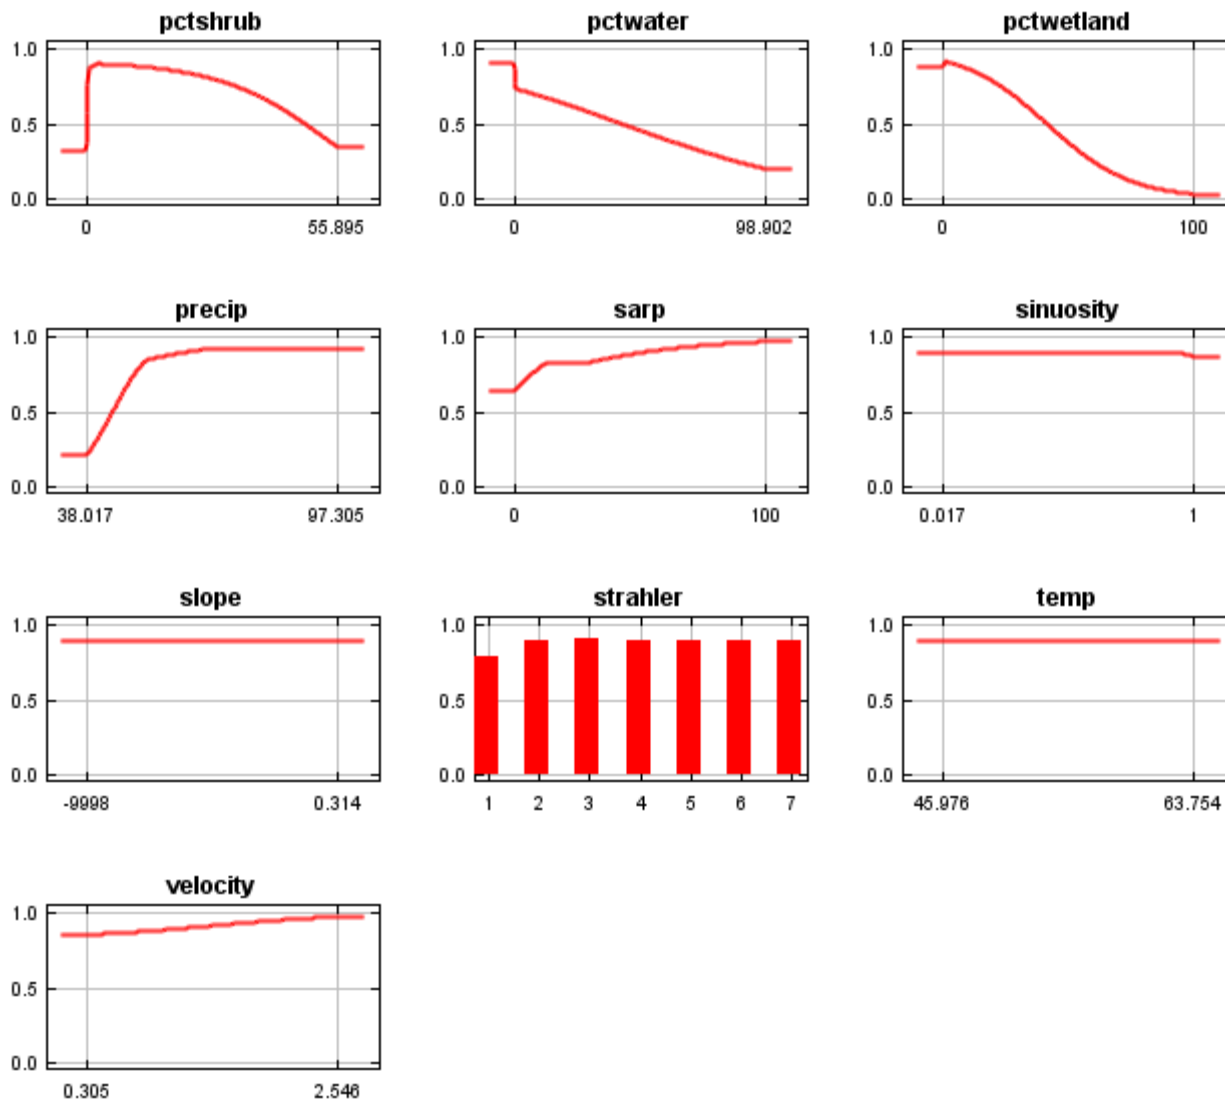 pctshrub pctwater pctwetland
1.0 1.0 1.0
0.5 0.5 0.5
0.0 0.0 0.0
0 55.895 0 98.902 0 100
precip sarp sinuosity
1.0 1.0 1.0
0.5 0.5 0.5
0.0 0.0 0.0
38.017 97.305 0 100 0.017 1
slope strahler temp
1.0 1.0 1.0
0.5 0.5 0.5
0.0 0.0 0.0
-9998 0.314 1 2 3 4 5 6 7 45.976 63.754
velocity
1.0
0.5
0.0
0.305 2.546